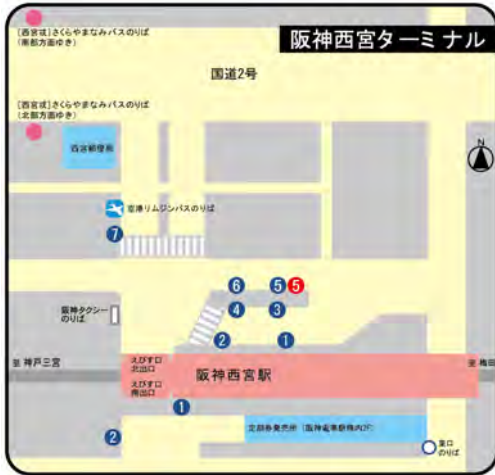 阪神西宮ターミナル
[西宮戎]さくらやまなみバスのりば
(南部方面ゆき)
国道2号
[西宮戎]さくらやまなみバスのりば
(北部方面ゆき)
西宮郵便局
N
空港リムジンバスのりば
7
6
5
5
阪神タクシー
のりば
4
3
2
1
至 神戸三宮
えびす口
北出口
阪神西宮駅
至 梅田
えびす口
南出口
1
2
定期券発売所(阪神電車駅構内2F)
東口
のりば